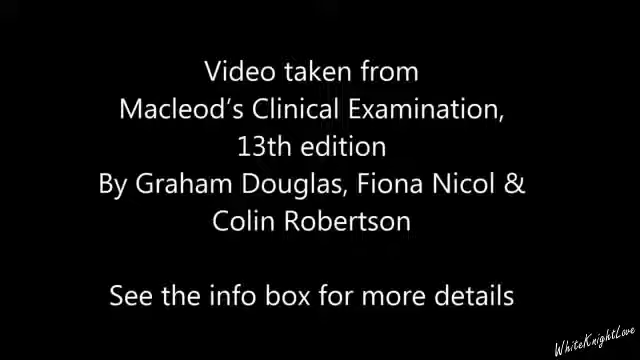 Video taken from
Macleod's Clinical Examination,
13th edition
By Graham Douglas, Fiona Nicol &
Colin Robertson
See the info box for more details
WhiteKnightLove